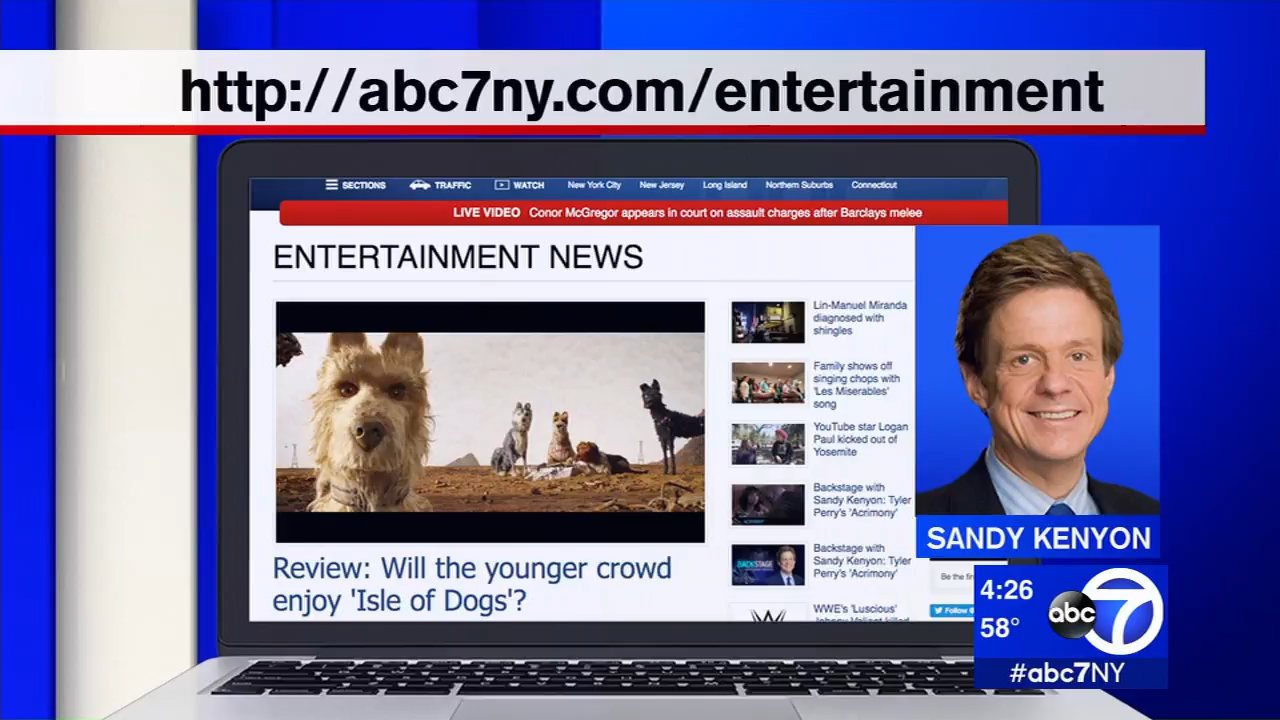 http://abc7ny.com/entertainment
SECTIONS TRAFFIC WATCH New York City New Jersey Long Island Northern Suburbs Connecticut
LIVE VIDEO Conor McGregor appears in court on assault charges after Barclays melee
ENTERTAINMENT NEWS
Lin-Manuel Miranda
diagnosed with
shingles
Family shows off
singing chops with
'Les Miserables'
song
YouTube star Logan
Paul kicked out of
Yosemite
Backstage with
Sandy Kenyon: Tyler
Perry's 'Acrimony'
BACKSTAGE
Backstage with
Sandy Kenyon: Tyler
Perry's 'Acrimony'
WWE's 'Luscious'
Review: Will the younger crowd
enjoy 'Isle of Dogs'?
SANDY KENYON
Be the
Follow
4:26
58°
abc 7
#abc7NY